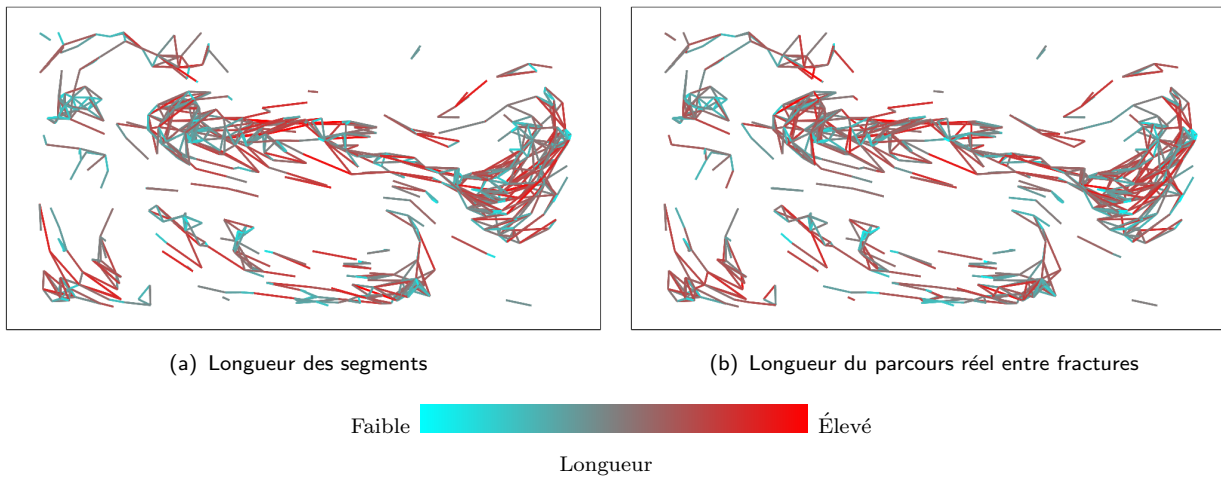 (a) Longueur des segments
(b) Longueur du parcours réel entre fractures
Faible
Élevé
Longueur